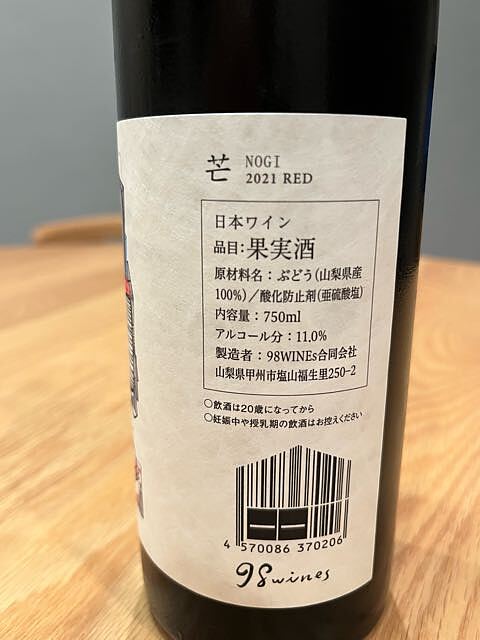 芒 NOGI
2021 RED
日本ワイン
品目:果実酒
原材料名：ぶどう(山梨県産
100%)／酸化防止剤(亜硫酸塩)
内容量：750ml
アルコール分：11.0%
製造者：98WINEs合同会社
山梨県甲州市塩山福生里250-2
○飲酒は20歳になってから
○妊娠中や授乳期の飲酒はお控えください
4 570086 370206
98wines